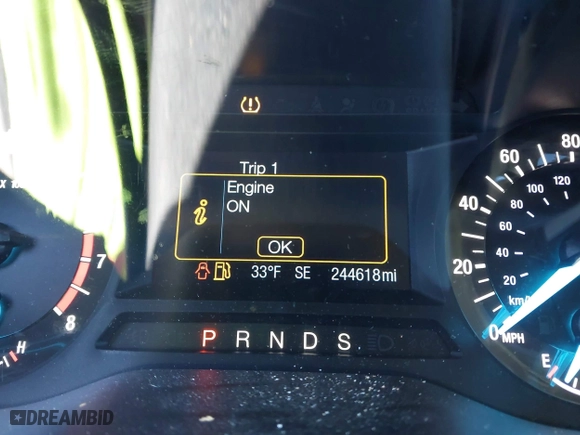 Trip 1
Engine
ON
OK
33°F SE 244618mi
P R N D S
7
8
H
80
60
40
20
0
MPH
120
100
80
60
40
20
E
DREAMBID